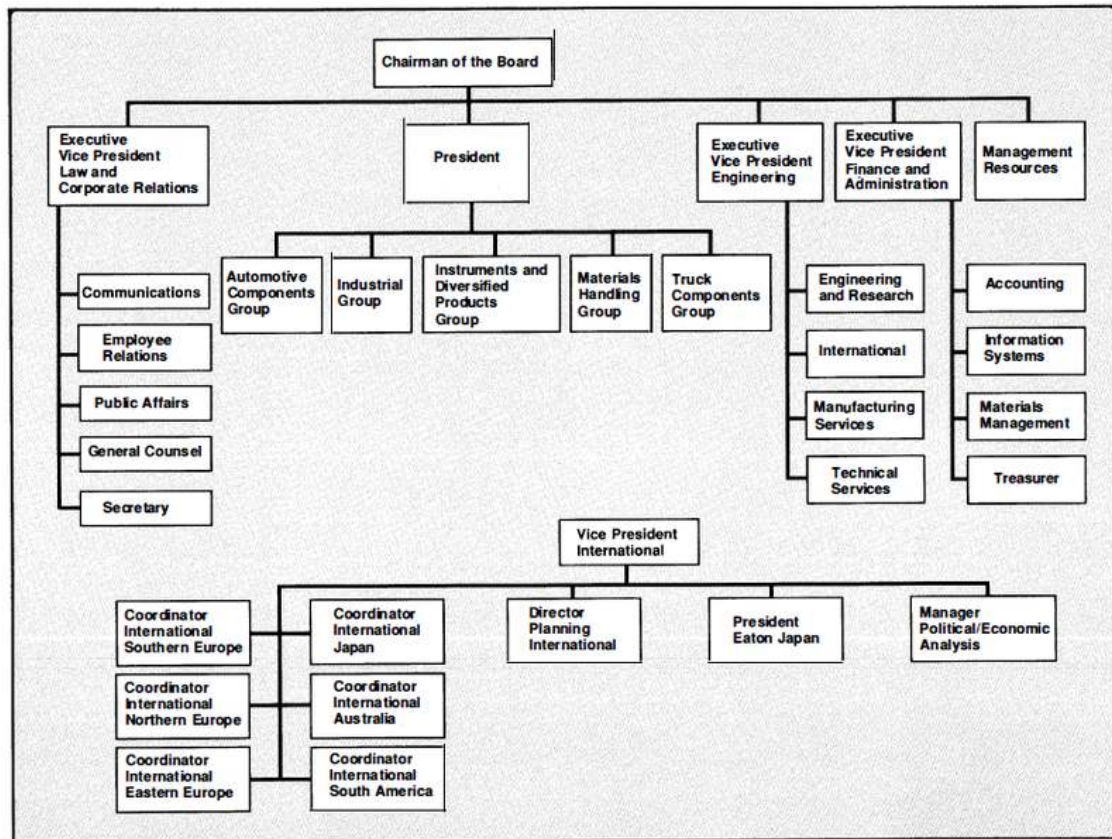 Chairman of the Board
Executive
Vice President
Law and
Corporate Relations
President
Executive
Vice President
Engineering
Executive
Vice President
Finance and
Administration
Management
Resources
Communications
Employee
Relations
Public Affairs
General Counsel
Secretary
Automotive
Components
Group
Industrial
Group
Instruments and
Diversified
Products
Group
Materials
Handling
Group
Truck
Components
Group
Engineering
and Research
International
Manufacturing
Services
Technical
Services
Accounting
Information
Systems
Materials
Management
Treasurer
Vice President
International
Coordinator
International
Southern Europe
Coordinator
International
Japan
Director
Planning
International
President
Eaton Japan
Manager
Political/Economic
Analysis
Coordinator
International
Northern Europe
Coordinator
International
Australia
Coordinator
International
Eastern Europe
Coordinator
International
South America